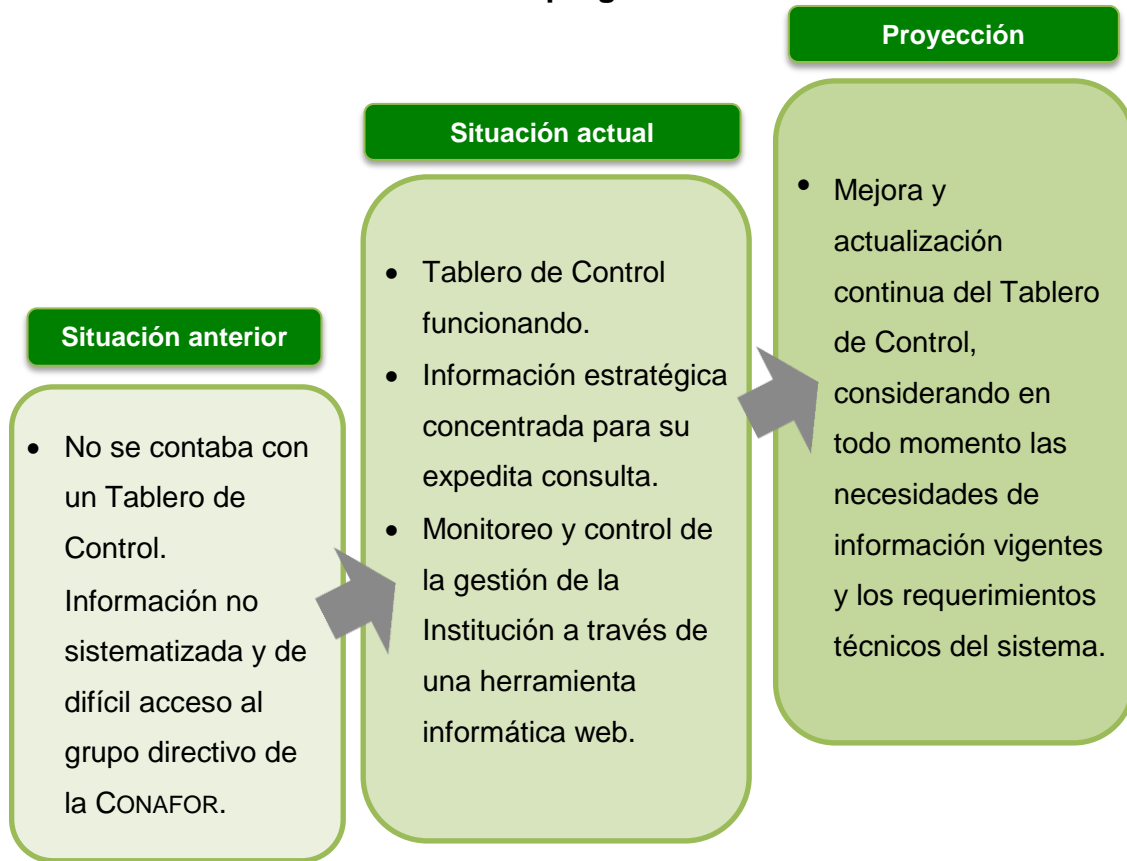 Situación anterior
• No se contaba con
un Tablero de
Control.
Información no
sistematizada y de
difícil acceso al
grupo directivo de
la CONAFOR.
Situación actual
• Tablero de Control
funcionando.
• Información estratégica
concentrada para su
expedita consulta.
• Monitoreo y control de
la gestión de la
Institución a través de
una herramienta
informática web.
Proyección
• Mejora y
actualización
continua del Tablero
de Control,
considerando en
todo momento las
necesidades de
información vigentes
y los requerimientos
técnicos del sistema.